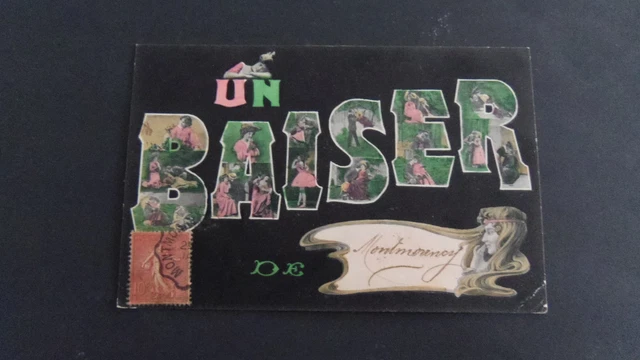 UN
BAISER
DE
Montmorency